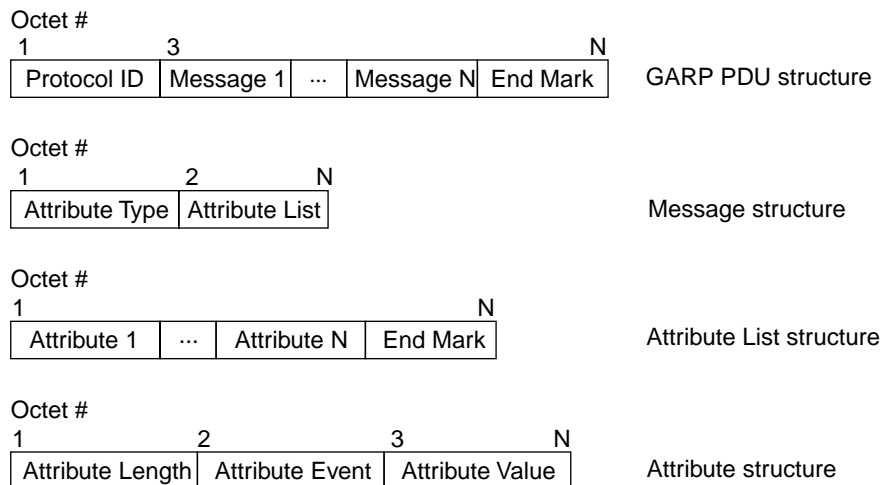 Octet #
1 3 N
Protocol ID Message 1 ... Message N End Mark GARP PDU structure
Octet #
1 2 N
Attribute Type Attribute List Message structure
Octet #
1 N
Attribute 1 ... Attribute N End Mark Attribute List structure
Octet #
1 2 3 N
Attribute Length Attribute Event Attribute Value Attribute structure